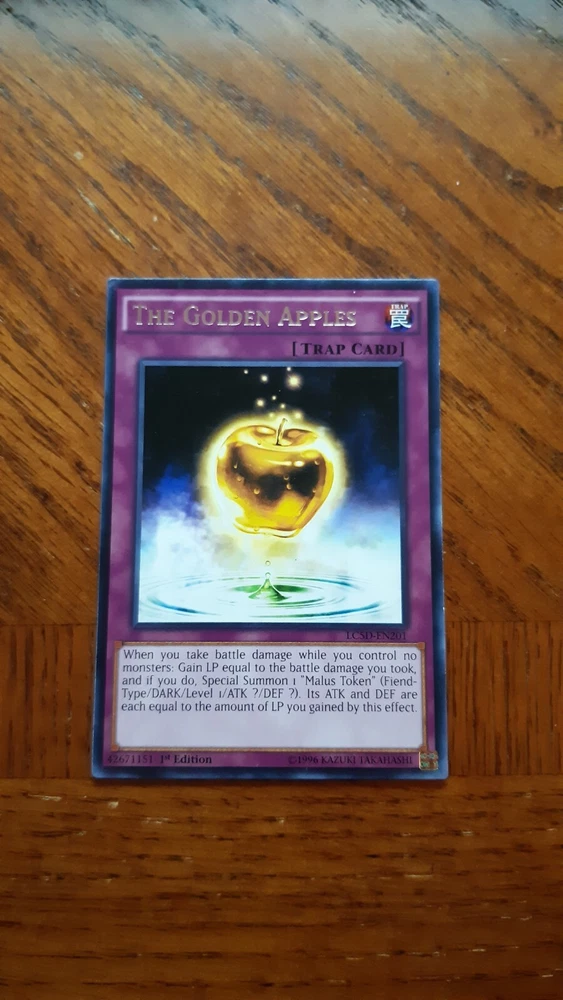 THE GOLDEN APPLES
TRAP
罠
[TRAP CARD]
LC5D-EN201
When you take battle damage while you control no
monsters: Gain LP equal to the battle damage you took,
and if you do, Special Summon 1 "Malus Token" (Fiend-
Type/DARK/Level 1/ATK ?/DEF ?). Its ATK and DEF are
each equal to the amount of LP you gained by this effect.
42671151 1st Edition
©1996 KAZUKI TAKAHASHI